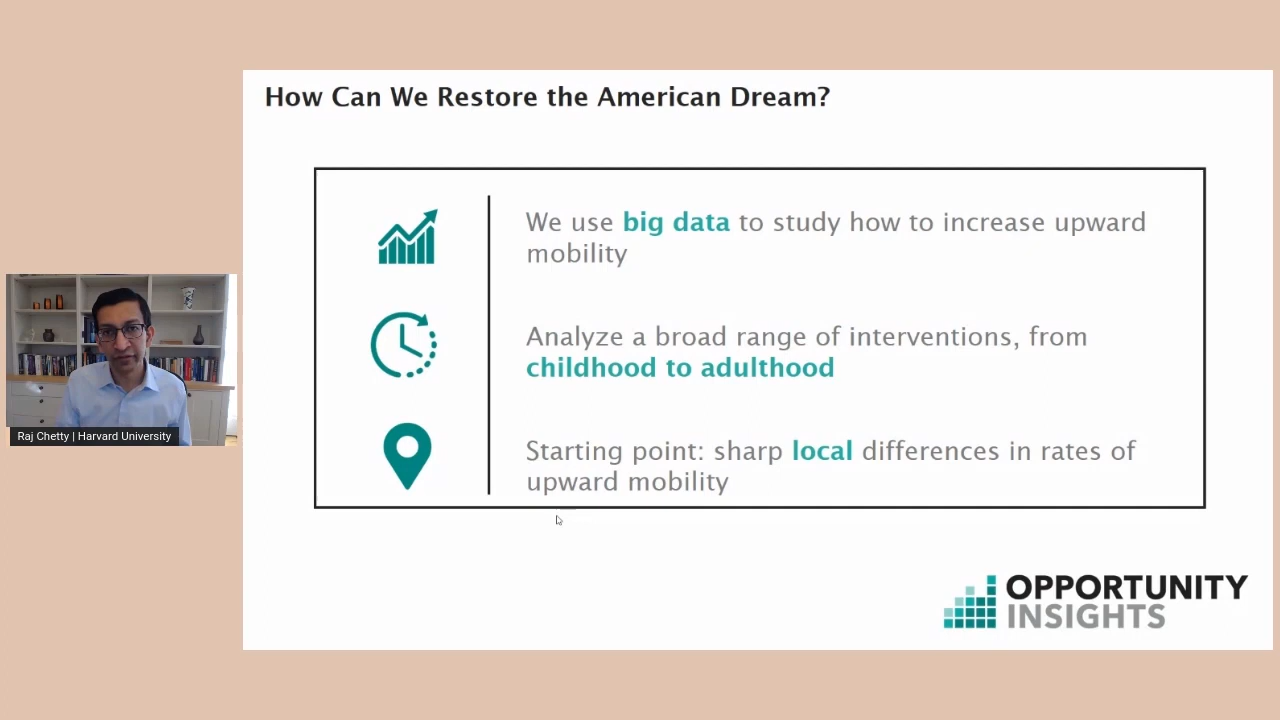 How Can We Restore the American Dream?
We use big data to study how to increase upward
mobility
Analyze a broad range of interventions, from
childhood to adulthood
Starting point: sharp local differences in rates of
upward mobility
Raj Chetty | Harvard University
OPPORTUNITY
INSIGHTS